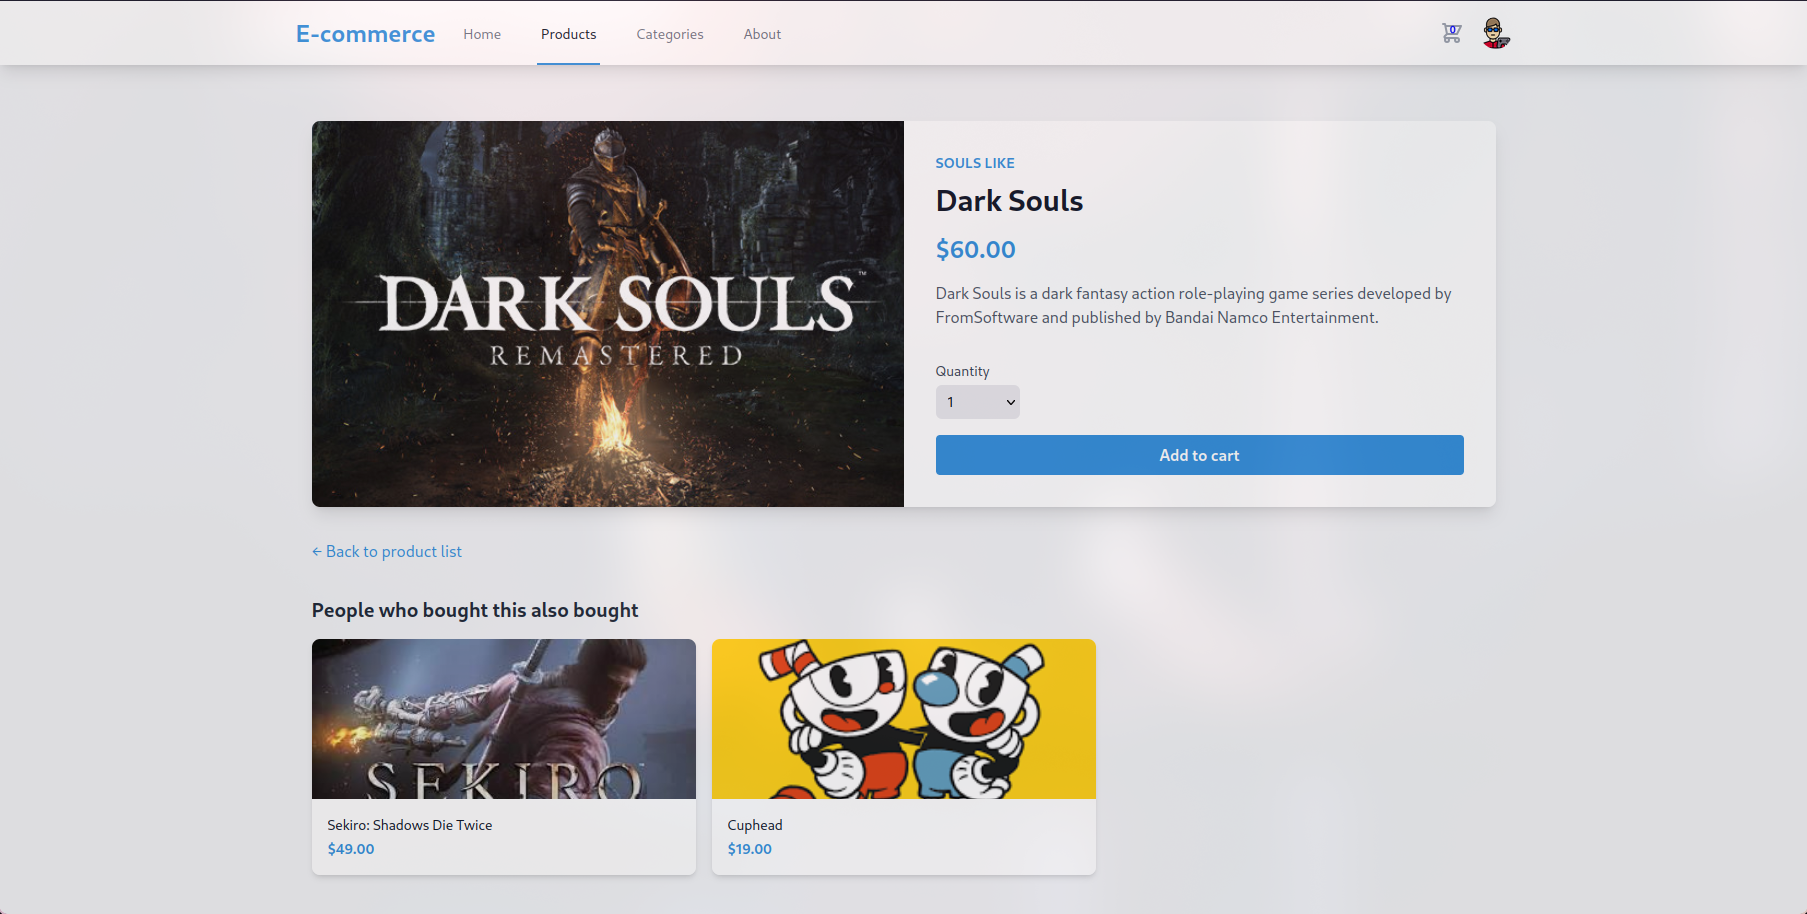 E-commerce
Home
Products
Categories
About
0
DARK SOULS™
REMASTERED
SOULS LIKE
Dark Souls
$60.00
Dark Souls is a dark fantasy action role-playing game series developed by
FromSoftware and published by Bandai Namco Entertainment.
Quantity
1
Add to cart
← Back to product list
People who bought this also bought
SEKIRO
Sekiro: Shadows Die Twice
$49.00
Cuphead
$19.00